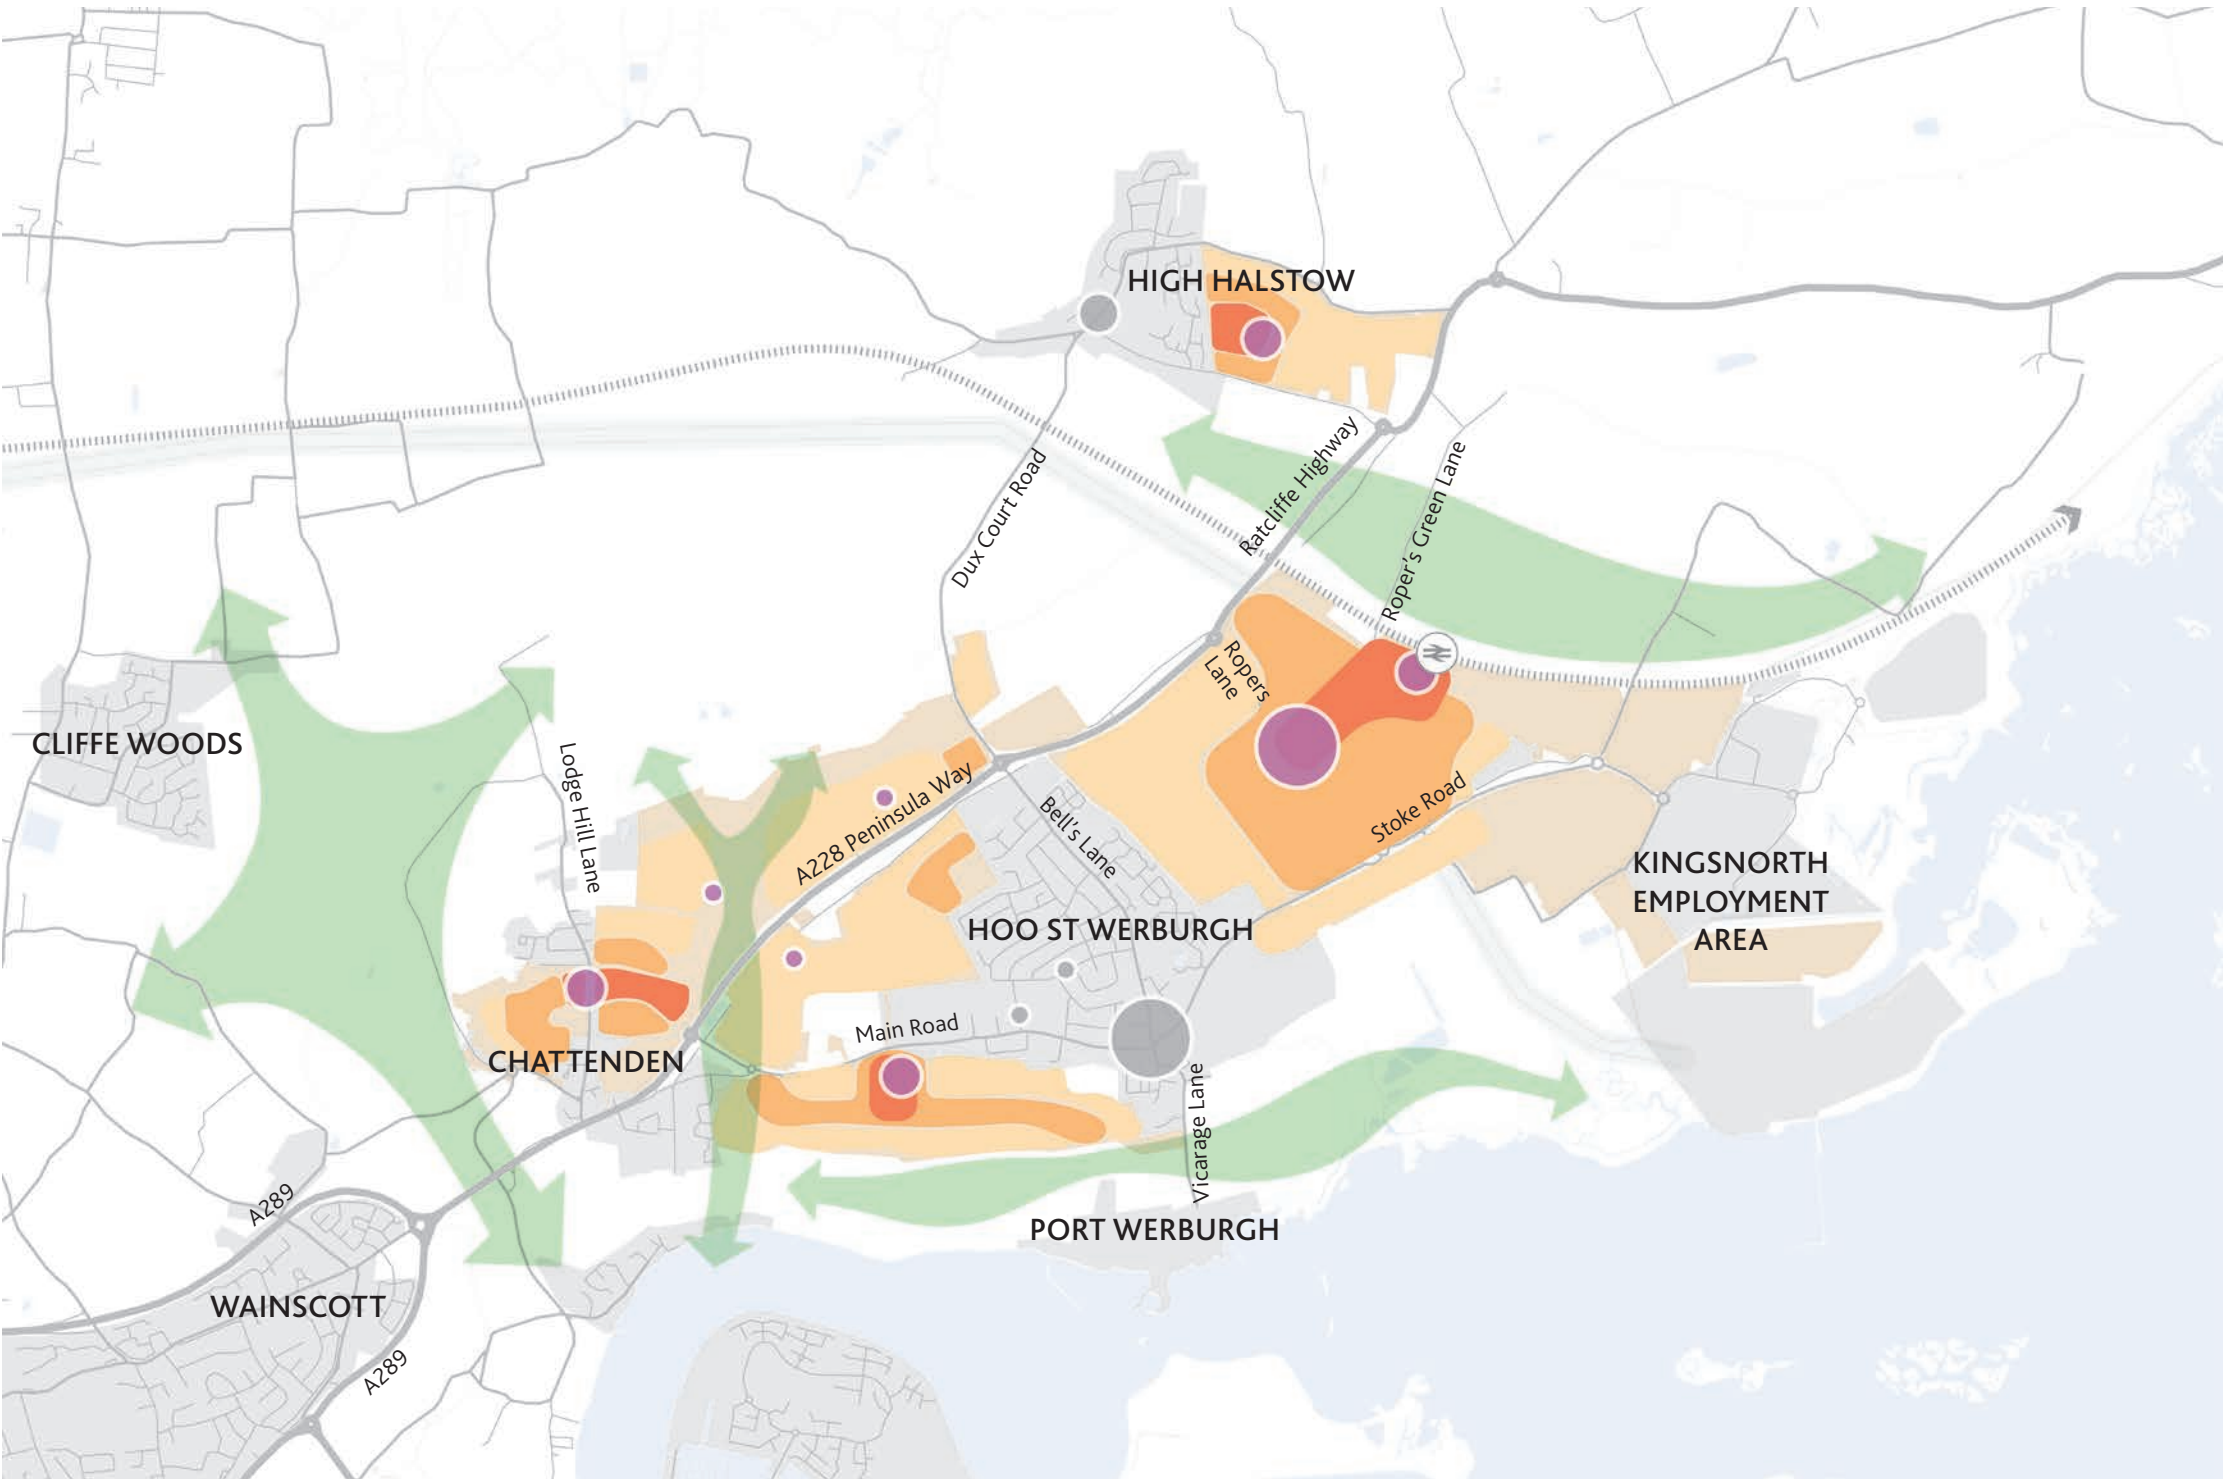 HIGH HALSTOW
Ratcliffe Highway
Roper's Green Lane
Dux Court Road
Ropers
Lane
CLIFFE WOODS
Lodge Hill Lane
A228 Peninsula Way
Bell's Lane
Stoke Road
KINGSNORTH
EMPLOYMENT
AREA
HOO ST WERBURGH
Main Road
CHATTENDEN
Vicarage Lane
A289
PORT WERBURGH
WAINSCOTT
A289